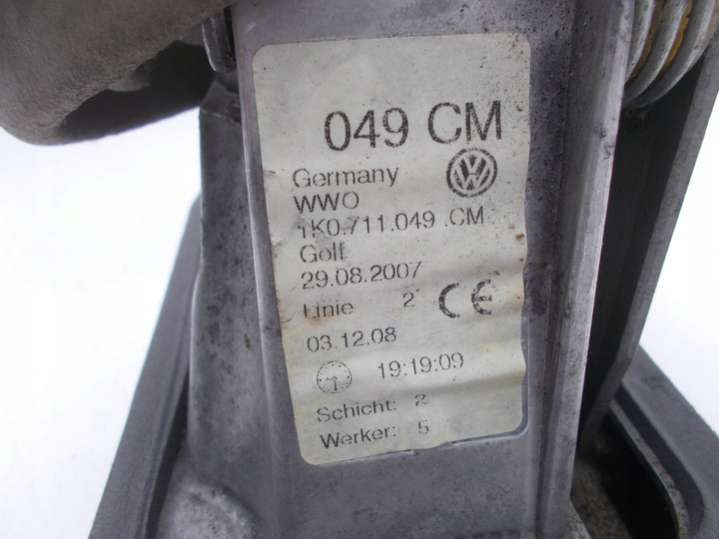 049 CM
Germany
WWO
1K0.711.049 .CM
Golf
29.08.2007
Linie 2 CE
03.12.08
19:19:09
Schicht: 2
Werker: 5